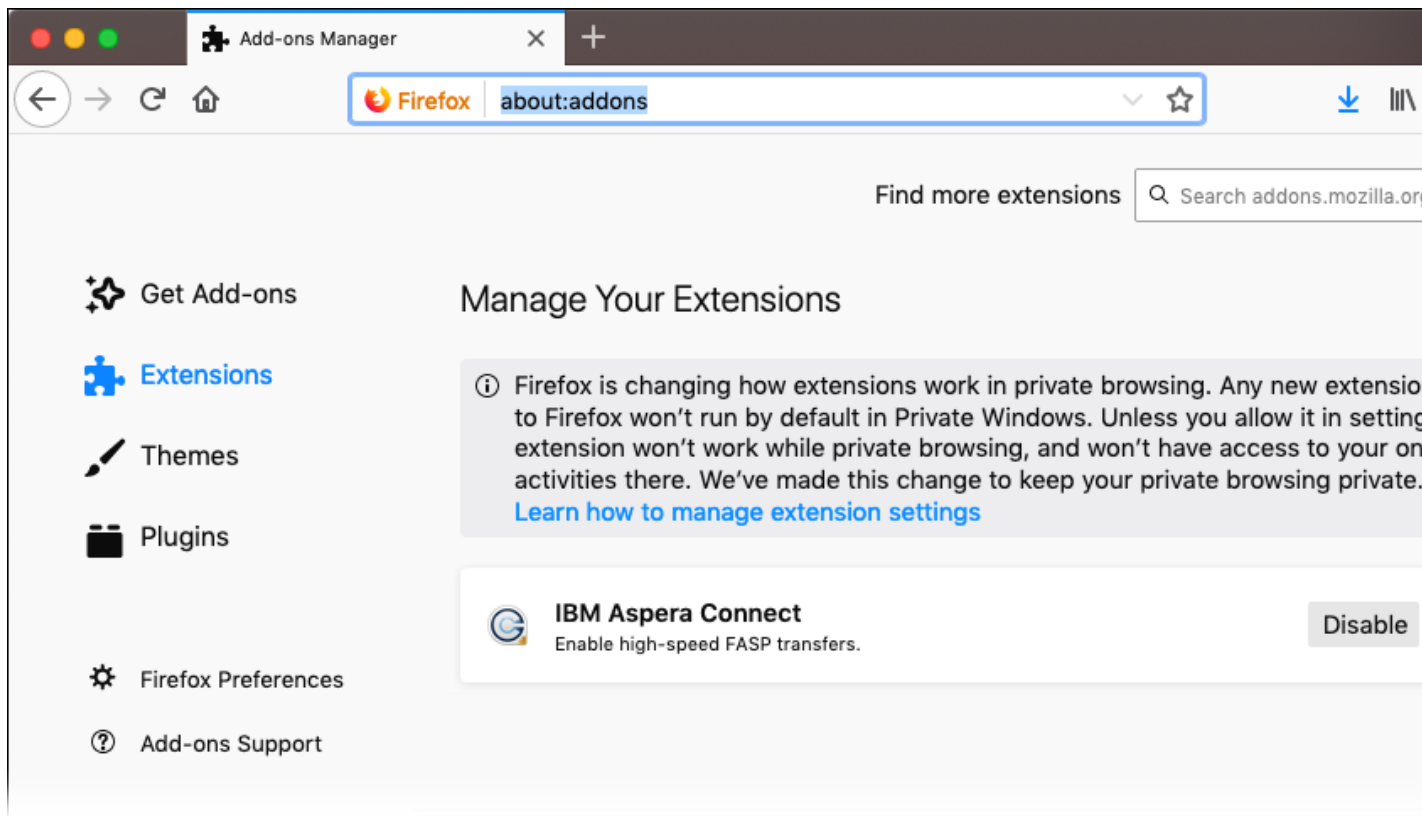 Add-ons Manager
Firefox about:addons
Find more extensions Search addons.mozilla.org
Get Add-ons
Extensions
Themes
Plugins
Firefox Preferences
Add-ons Support
Manage Your Extensions
Firefox is changing how extensions work in private browsing. Any new extensio
to Firefox won’t run by default in Private Windows. Unless you allow it in setting
extension won’t work while private browsing, and won’t have access to your on
activities there. We’ve made this change to keep your private browsing private.
Learn how to manage extension settings
IBM Aspera Connect
Enable high-speed FASP transfers.
Disable